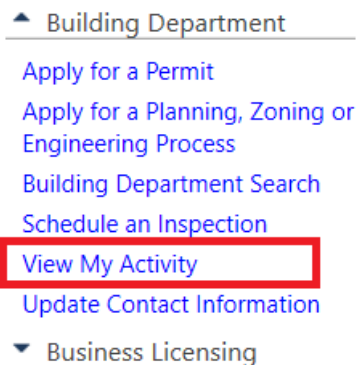 Building Department
Apply for a Permit
Apply for a Planning, Zoning or
Engineering Process
Building Department Search
Schedule an Inspection
View My Activity
Update Contact Information
Business Licensing